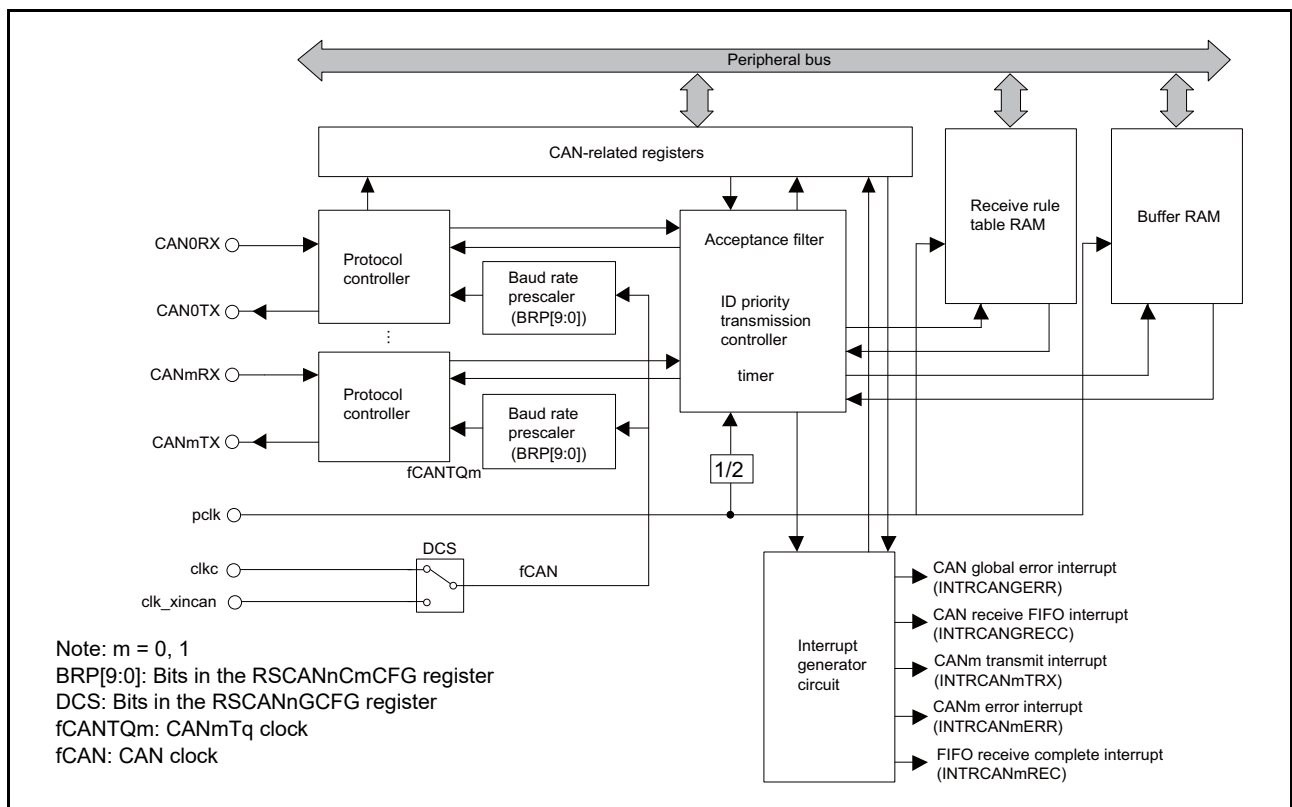 Peripheral bus
CAN-related registers
Receive rule
table RAM
Buffer RAM
CAN0RX
CAN0TX
Protocol
controller
Baud rate
prescaler
(BRP[9:0])
Acceptance filter
ID priority
transmission
controller
timer
⋮
CANmRX
CANmTX
Protocol
controller
Baud rate
prescaler
(BRP[9:0])
fCANTQm
1/2
pclk
DCS
clkc
fCAN
clk_xincan
Interrupt
generator
circuit
CAN global error interrupt
(INTRCANGERR)
CAN receive FIFO interrupt
(INTRCANGRECC)
CANm transmit interrupt
(INTRCANmTRX)
CANm error interrupt
(INTRCANmERR)
FIFO receive complete interrupt
(INTRCANmREC)
Note: m = 0, 1
BRP[9:0]: Bits in the RSCANnCmCFG register
DCS: Bits in the RSCANnGCFG register
fCANTQm: CANmTq clock
fCAN: CAN clock